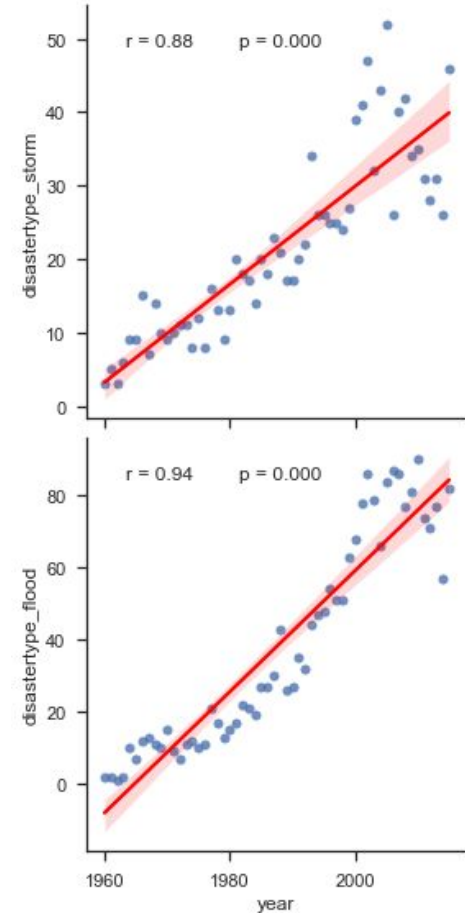 r = 0.88 p = 0.000
50
40
30
20
10
0
disastertype_storm
r = 0.94 p = 0.000
80
60
40
20
0
disastertype_flood
1960 1980 2000
year